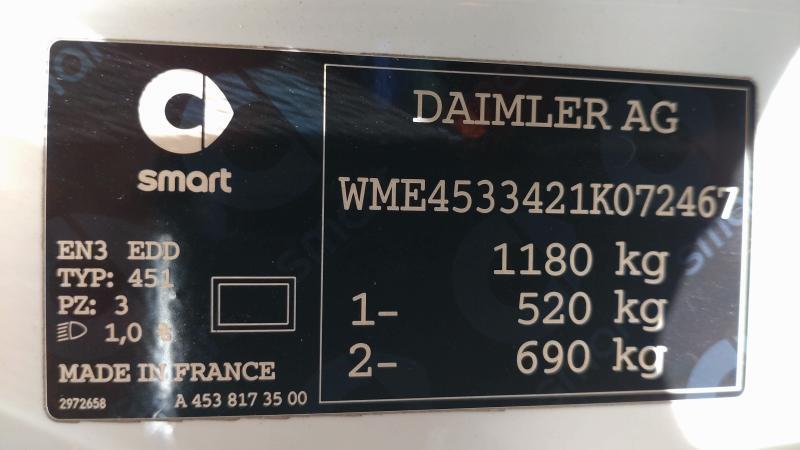 smart
EN3 EDD
TYP: 451
PZ: 3
1,0 %
MADE IN FRANCE
2972658
A 453 817 35 00
DAIMLER AG
WME4533421K072467
1180 kg
1- 520 kg
2- 690 kg